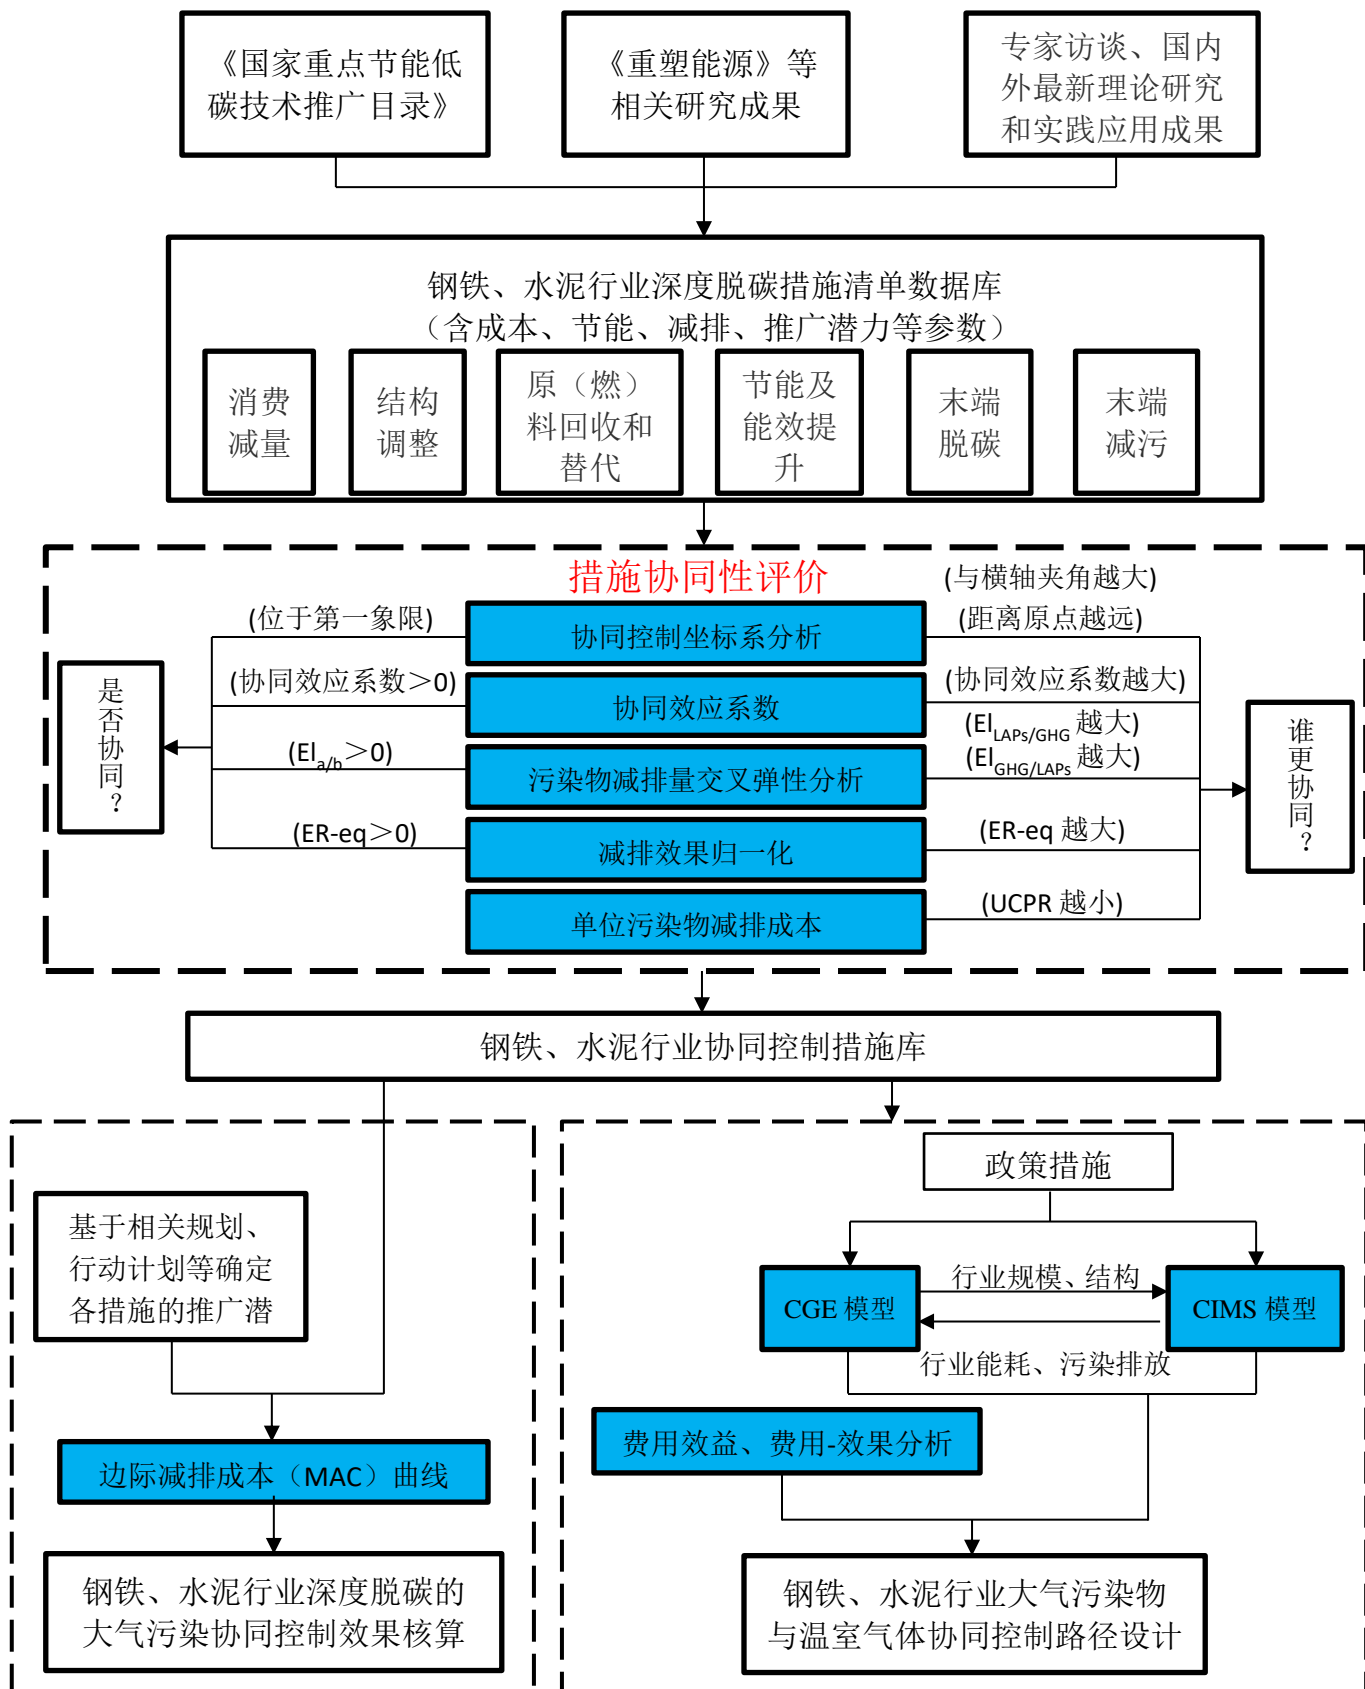 《国家重点节能低
碳技术推广目录》
《重塑能源》等
相关研究成果
专家访谈、国内
外最新理论研究
和实践应用成果
钢铁、水泥行业深度脱碳措施清单数据库
（含成本、节能、减排、推广潜力等参数）
消费
减量
结构
调整
原（燃）
料回收和
替代
节能及
能效提
升
末端
脱碳
末端
减污
措施协同性评价
(与横轴夹角越大)
(位于第一象限)
协同控制坐标系分析
(距离原点越远)
(协同效应系数＞0)
协同效应系数
(协同效应系数越大)
(El_LAPs/GHG 越大)
(El_a/b＞0)
污染物减排量交叉弹性分析
(El_GHG/LAPs 越大)
(ER-eq＞0)
减排效果归一化
(ER-eq 越大)
单位污染物减排成本
(UCPR 越小)
是否协同？
谁更协同？
钢铁、水泥行业协同控制措施库
基于相关规划、
行动计划等确定
各措施的推广潜
边际减排成本（MAC）曲线
钢铁、水泥行业深度脱碳的
大气污染协同控制效果核算
政策措施
CGE 模型
行业规模、结构
CIMS 模型
行业能耗、污染排放
费用效益、费用-效果分析
钢铁、水泥行业大气污染物
与温室气体协同控制路径设计